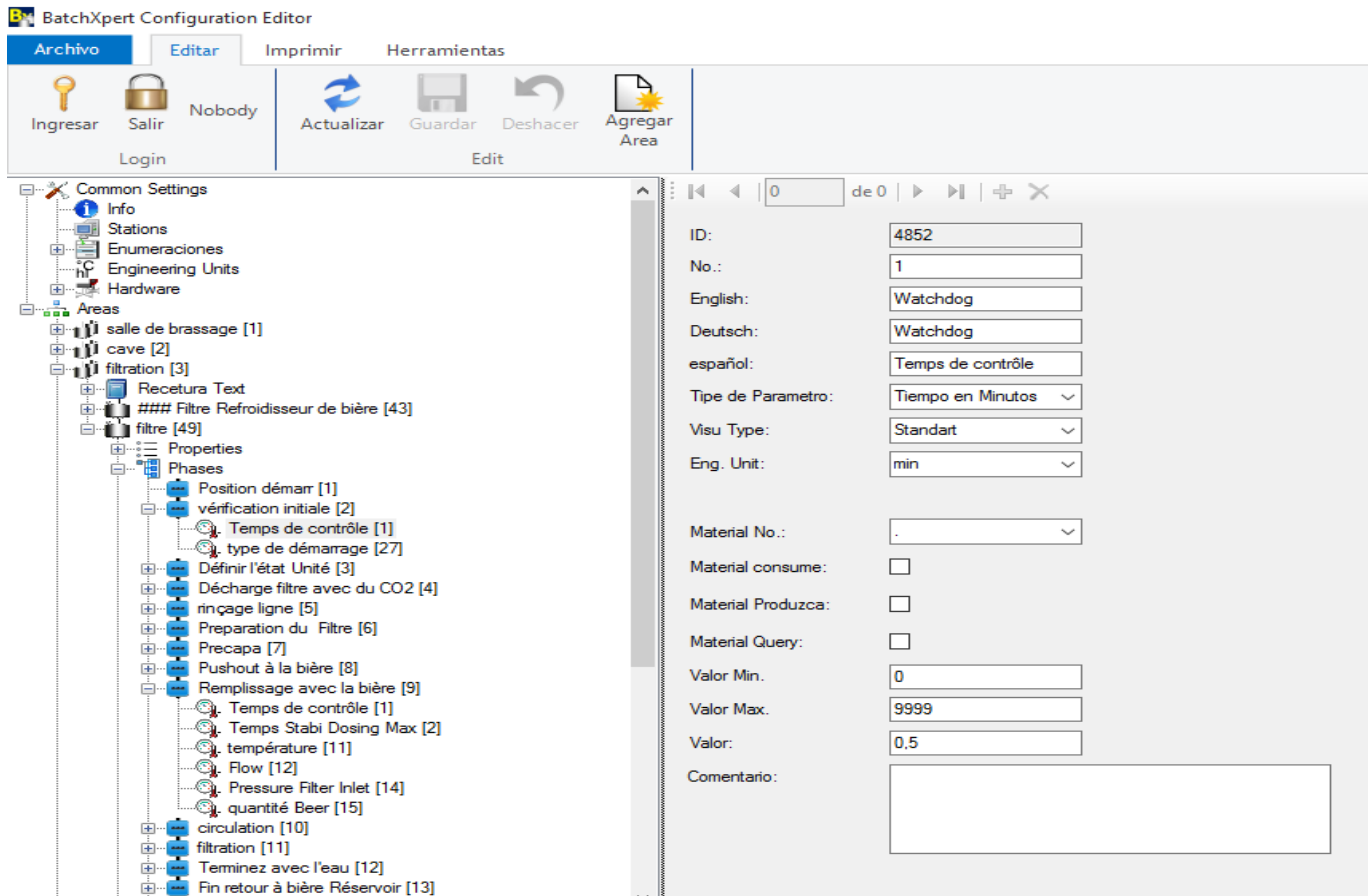 BatchXpert Configuration Editor
Archivo Editar Imprimir Herramientas
Ingresar Salir Nobody Actualizar Guardar Deshacer Agregar Area
Login Edit
Common Settings
Info
Stations
Enumeraciones
Engineering Units
Hardware
Areas
salle de brassage [1]
cave [2]
filtration [3]
Recetura Text
### Filtre Refroidisseur de bière [43]
filtre [49]
Properties
Phases
Position démarr [1]
vérification initiale [2]
Temps de contrôle [1]
type de démarrage [27]
Définir l'état Unité [3]
Décharge filtre avec du CO2 [4]
rinçage ligne [5]
Preparation du Filtre [6]
Precapa [7]
Pushout à la bière [8]
Remplissage avec la bière [9]
Temps de contrôle [1]
Temps Stabi Dosing Max [2]
température [11]
Flow [12]
Pressure Filter Inlet [14]
quantité Beer [15]
circulation [10]
filtration [11]
Terminez avec l'eau [12]
Fin retour à bière Réservoir [13]
0 de 0
ID: 4852
No.: 1
English: Watchdog
Deutsch: Watchdog
español: Temps de contrôle
Tipo de Parametro: Tiempo en Minutos
Visu Type: Standart
Eng. Unit: min
Material No.: .
Material consume:
Material Produzca:
Material Query:
Valor Min. 0
Valor Max. 9999
Valor: 0,5
Comentario: